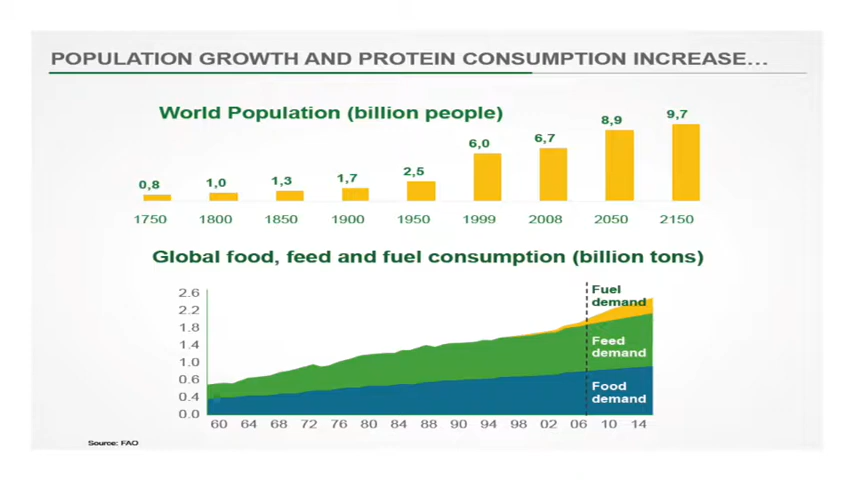 POPULATION GROWTH AND PROTEIN CONSUMPTION INCREASE…
World Population (billion people)
0,8 1,0 1,3 1,7 2,5 6,0 6,7 8,9 9,7
1750 1800 1850 1900 1950 1999 2008 2050 2150
Global food, feed and fuel consumption (billion tons)
2.6
2.2
1.8
1.4
1.0
0.6
0.4
0.0
Fuel
demand
Feed
demand
Food
demand
60 64 68 72 76 80 84 88 90 94 98 02 06 10 14
Source: FAO